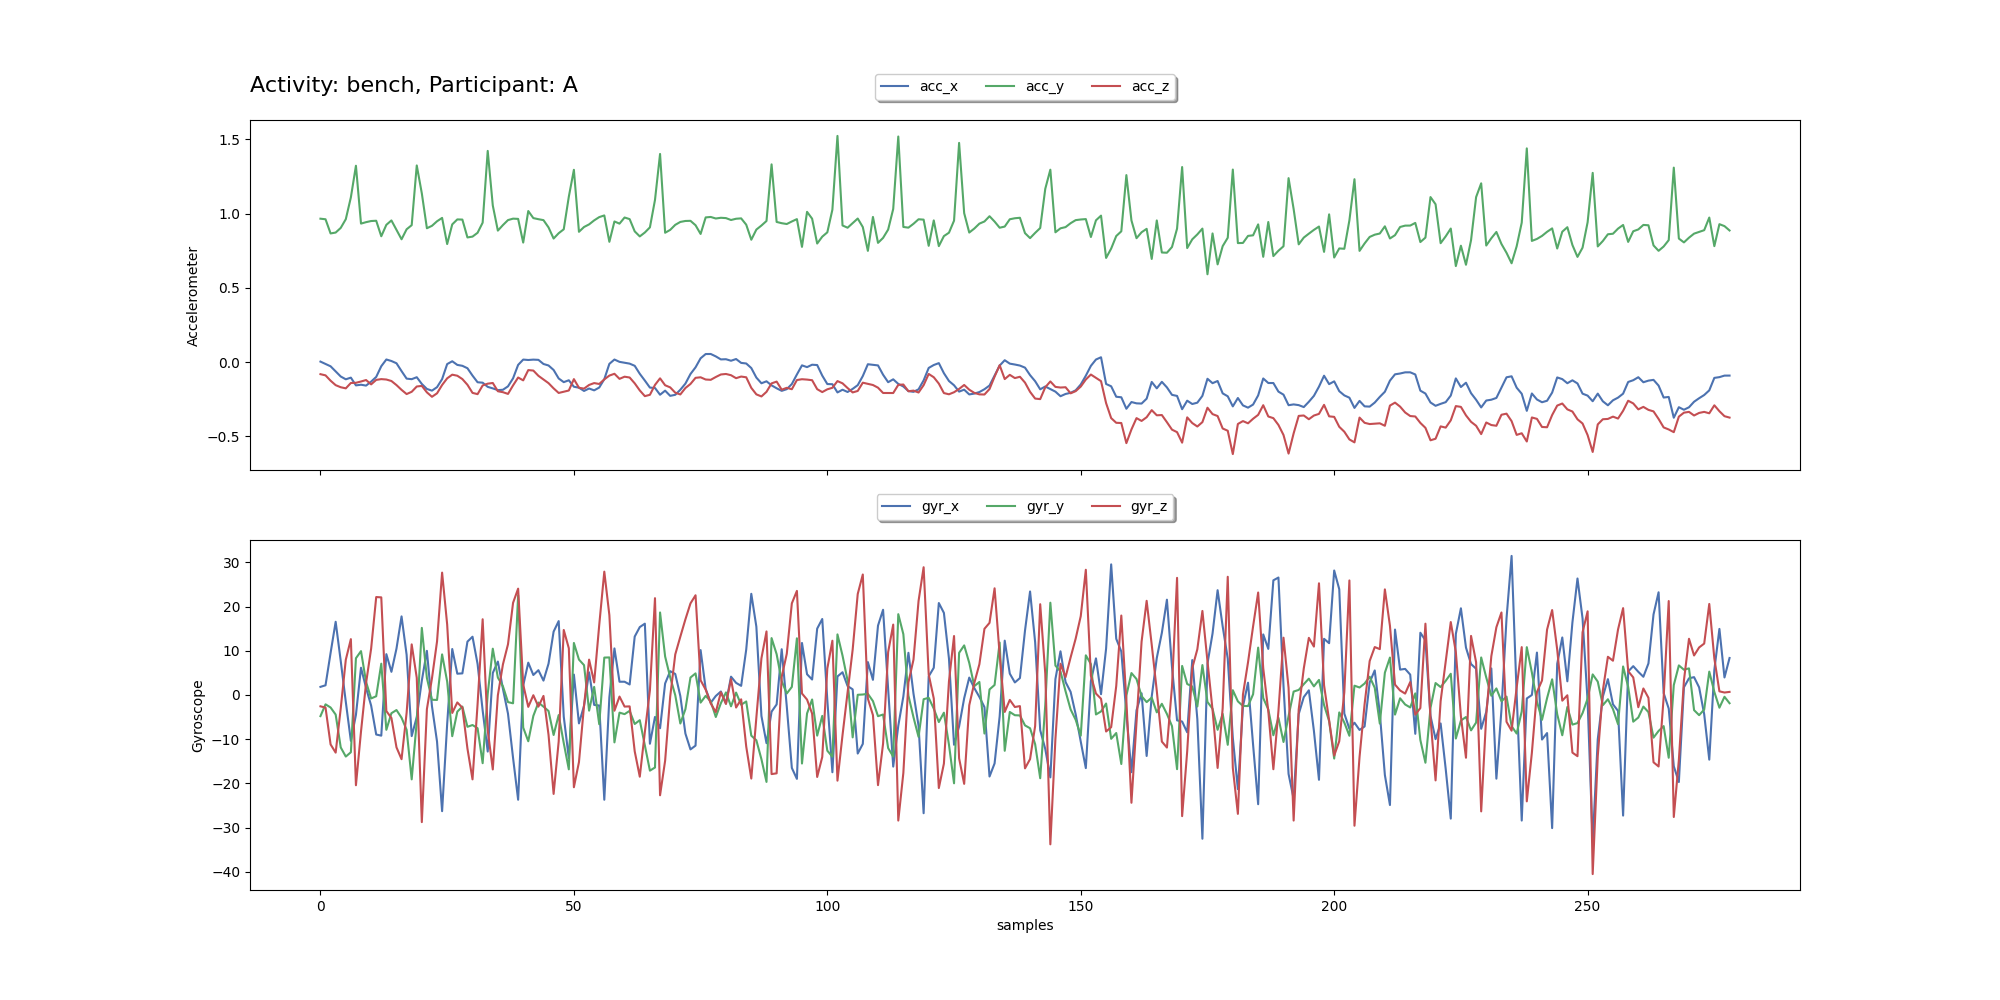 Activity: bench, Participant: A
acc_x acc_y acc_z
1.5
1.0
0.5
0.0
−0.5
Accelerometer
gyr_x gyr_y gyr_z
30
20
10
0
−10
−20
−30
−40
Gyroscope
0 50 100 150 200 250
samples